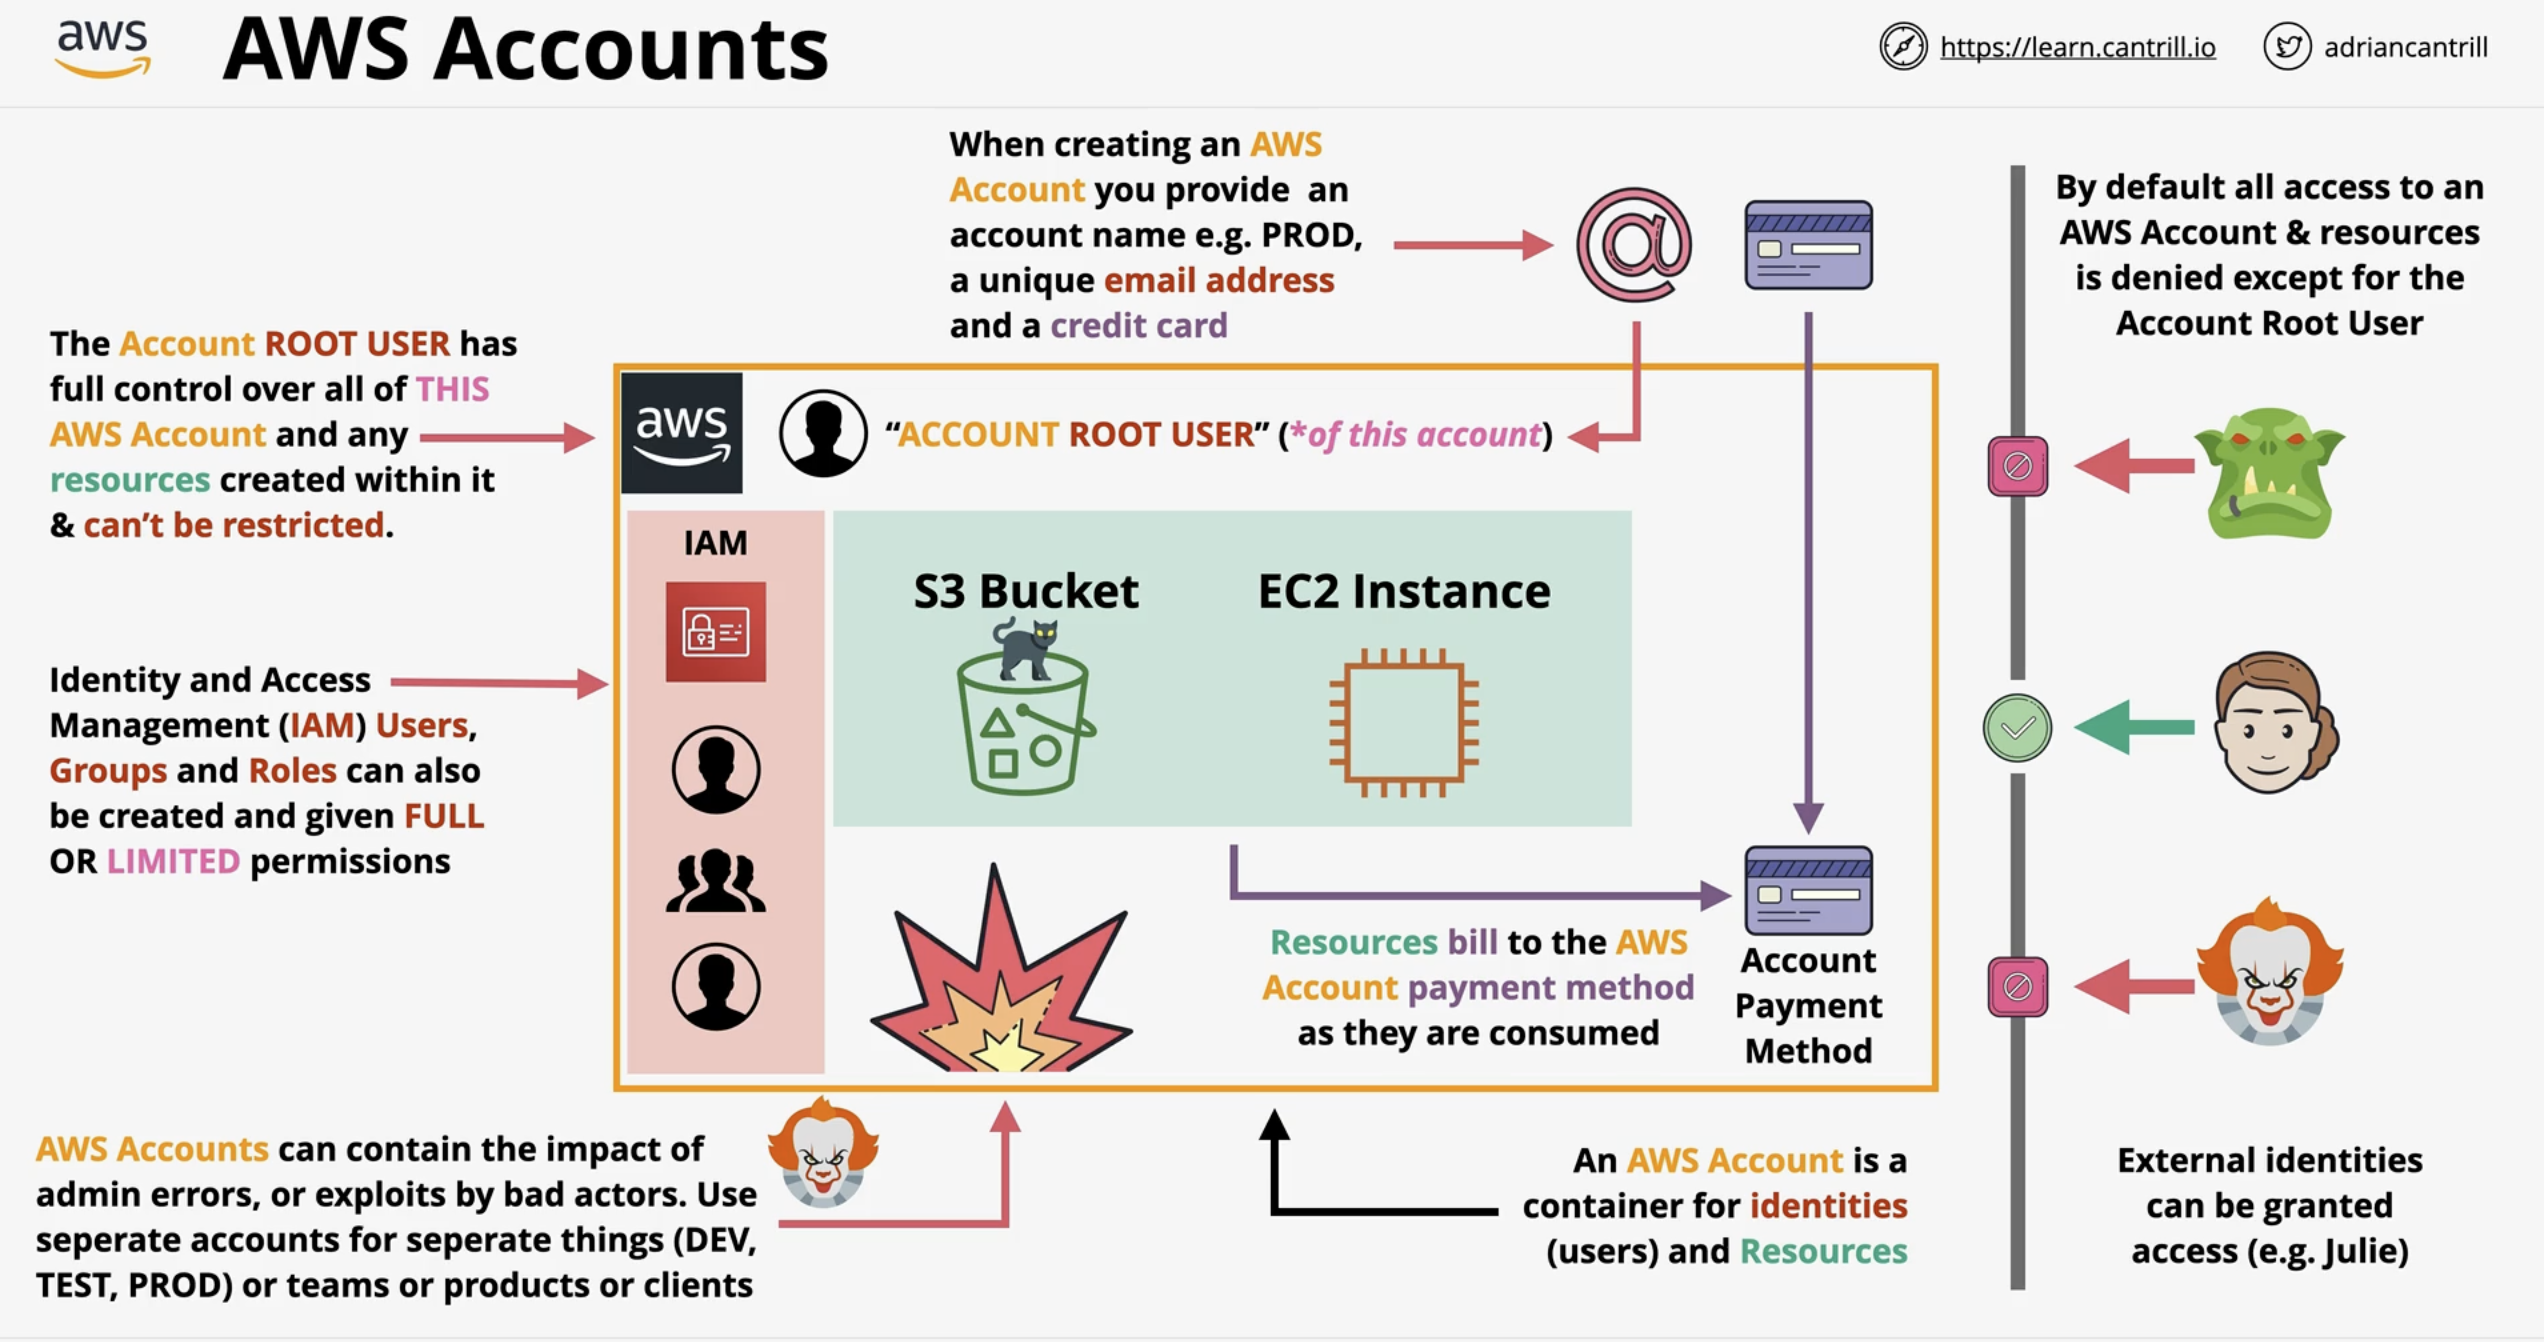 aws
AWS Accounts
https://learn.cantrill.io
adriancantrill
When creating an AWS
Account you provide an
account name e.g. PROD,
a unique email address
and a credit card
By default all access to an
AWS Account & resources
is denied except for the
Account Root User
The Account ROOT USER has
full control over all of THIS
AWS Account and any
resources created within it
& can't be restricted.
aws
“ACCOUNT ROOT USER” (*of this account)
IAM
S3 Bucket
EC2 Instance
Identity and Access
Management (IAM) Users,
Groups and Roles can also
be created and given FULL
OR LIMITED permissions
Resources bill to the AWS
Account payment method
as they are consumed
Account
Payment
Method
AWS Accounts can contain the impact of
admin errors, or exploits by bad actors. Use
seperate accounts for seperate things (DEV,
TEST, PROD) or teams or products or clients
An AWS Account is a
container for identities
(users) and Resources
External identities
can be granted
access (e.g. Julie)